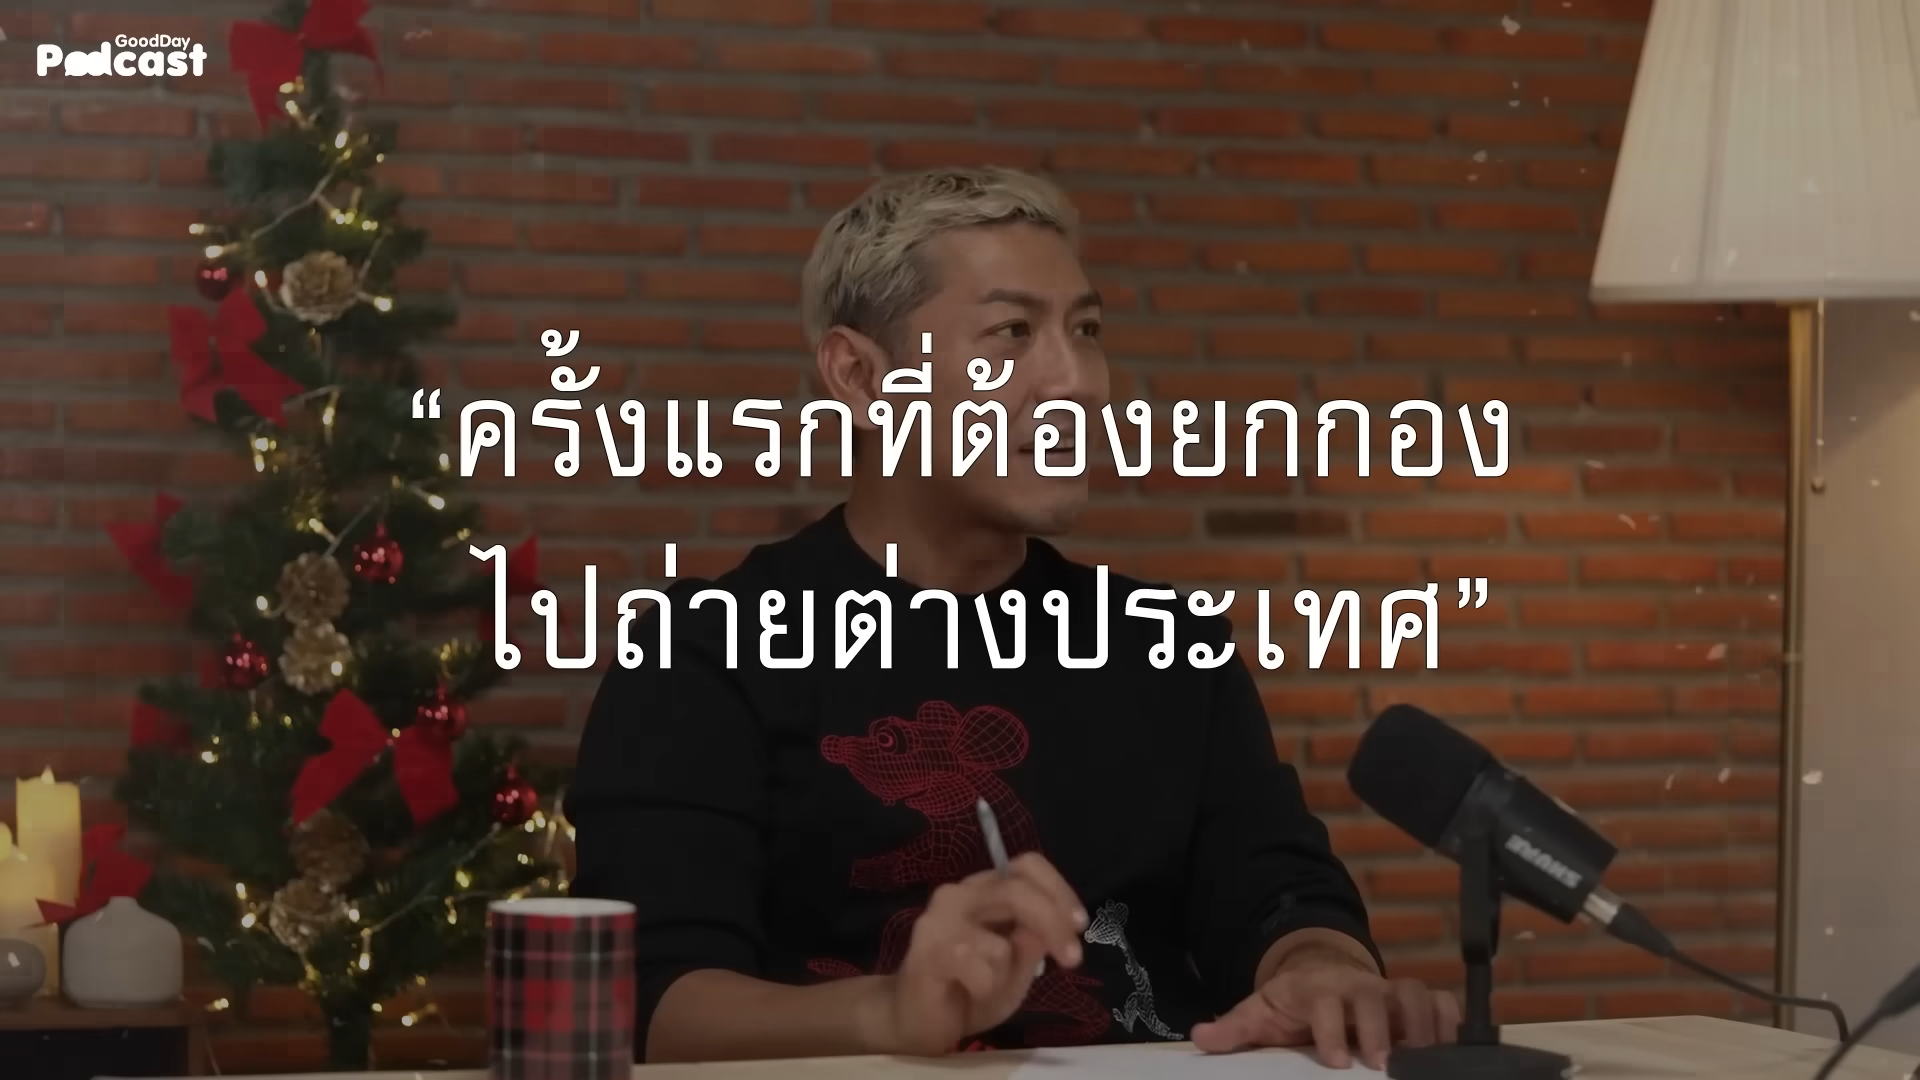 GoodDay
Podcast
“ครั้งแรกที่ต้องยกกอง
ไปถ่ายต่างประเทศ”
SHURE